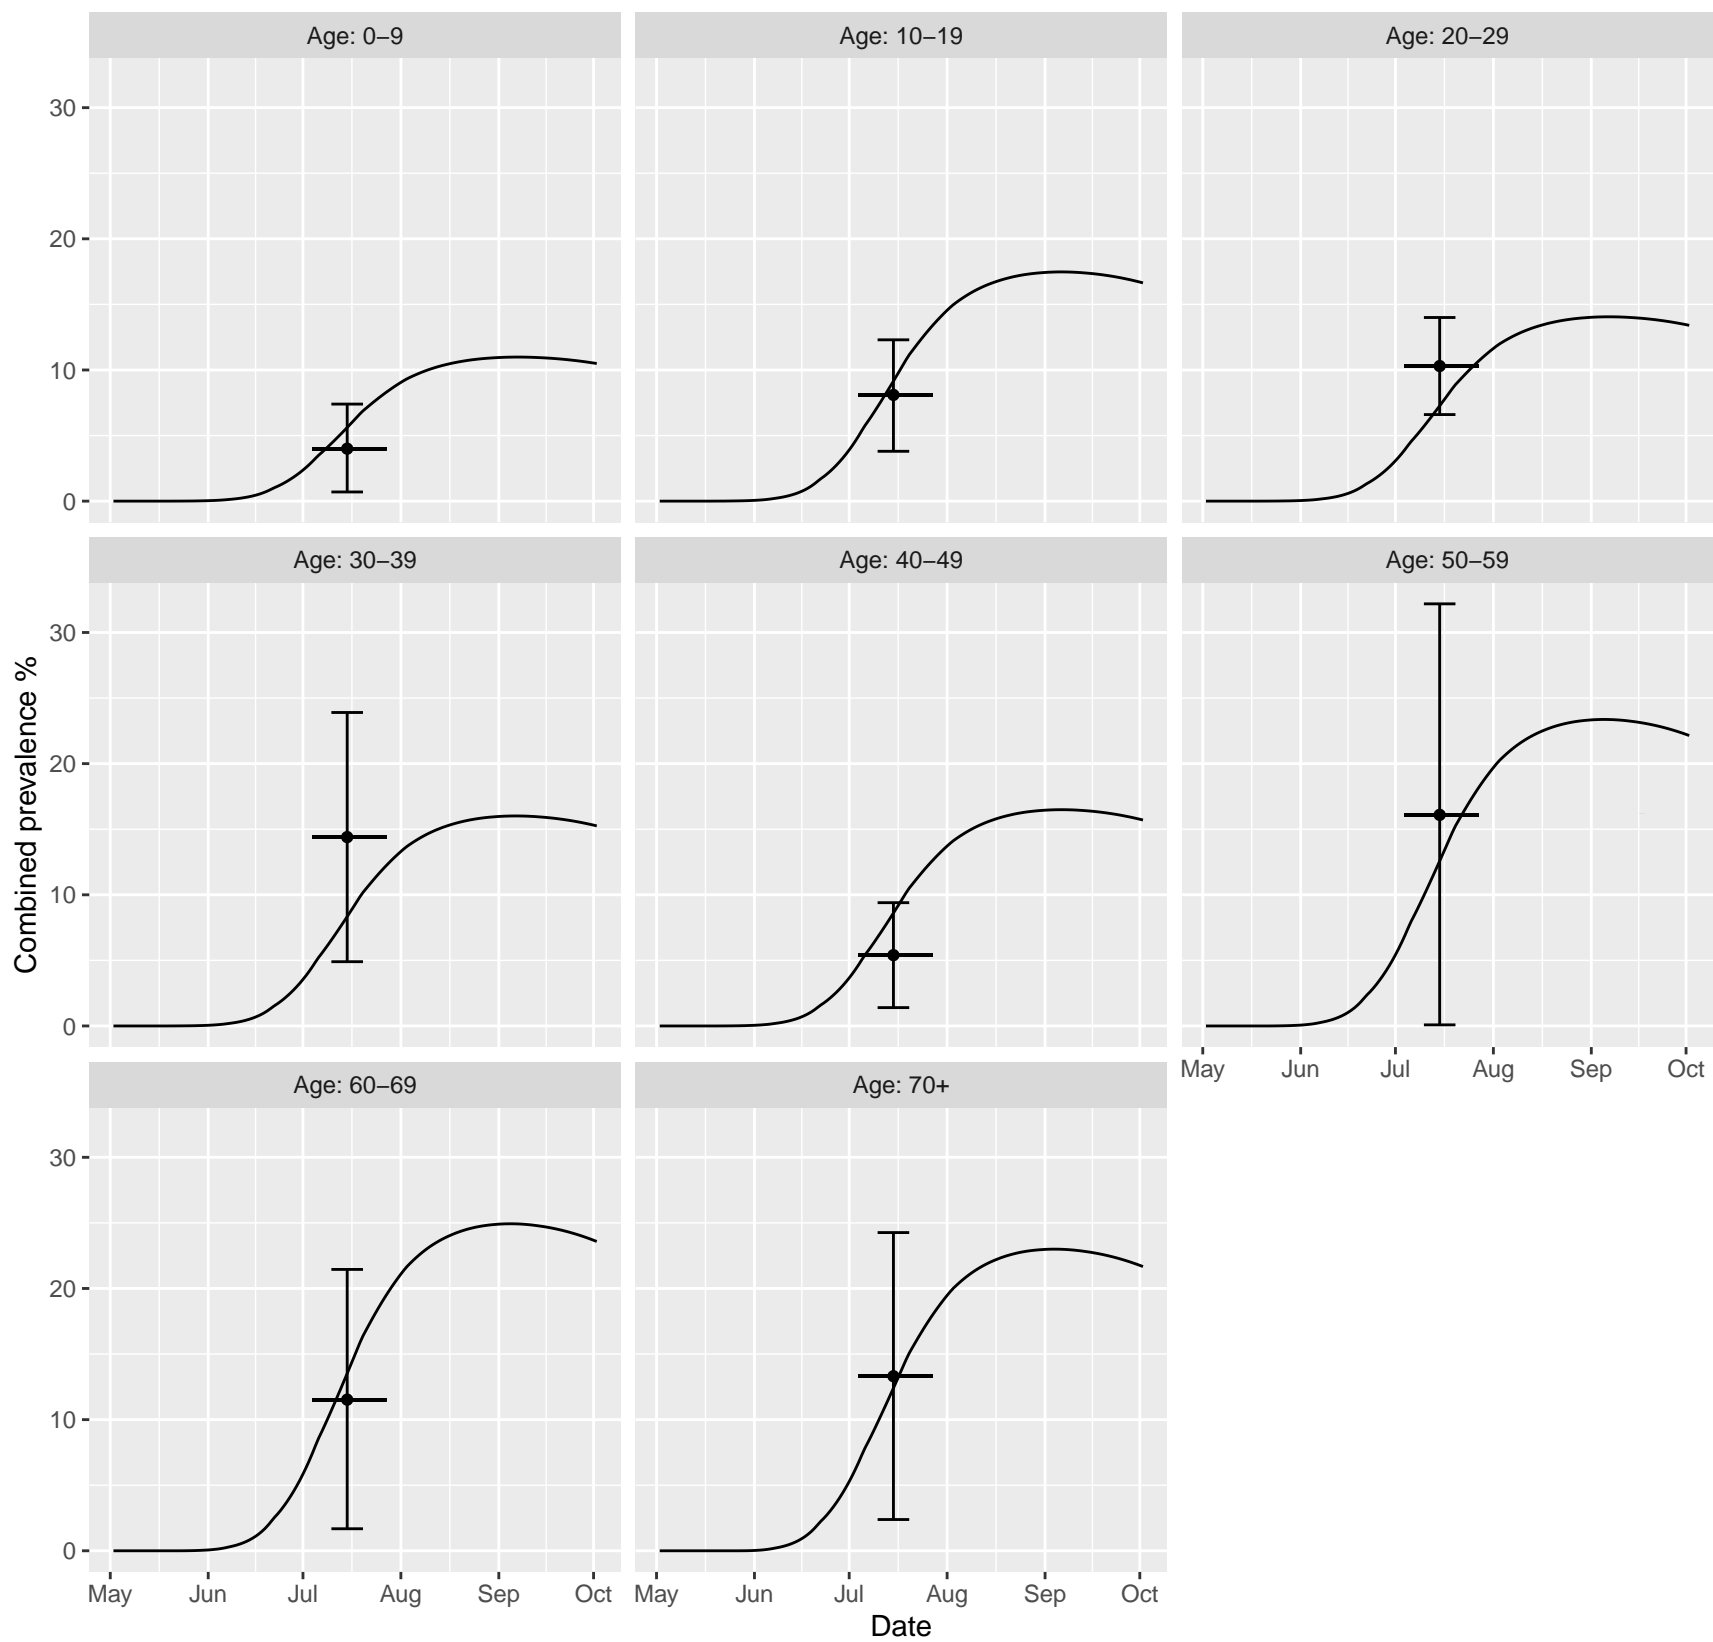 Age: 0–9
Age: 10–19
Age: 20–29
30
20
10
0
Age: 30–39
Age: 40–49
Age: 50–59
30
20
10
0
May Jun Jul Aug Sep Oct
Age: 60–69
Age: 70+
30
20
10
0
May Jun Jul Aug Sep Oct
May Jun Jul Aug Sep Oct
Date
Combined prevalence %